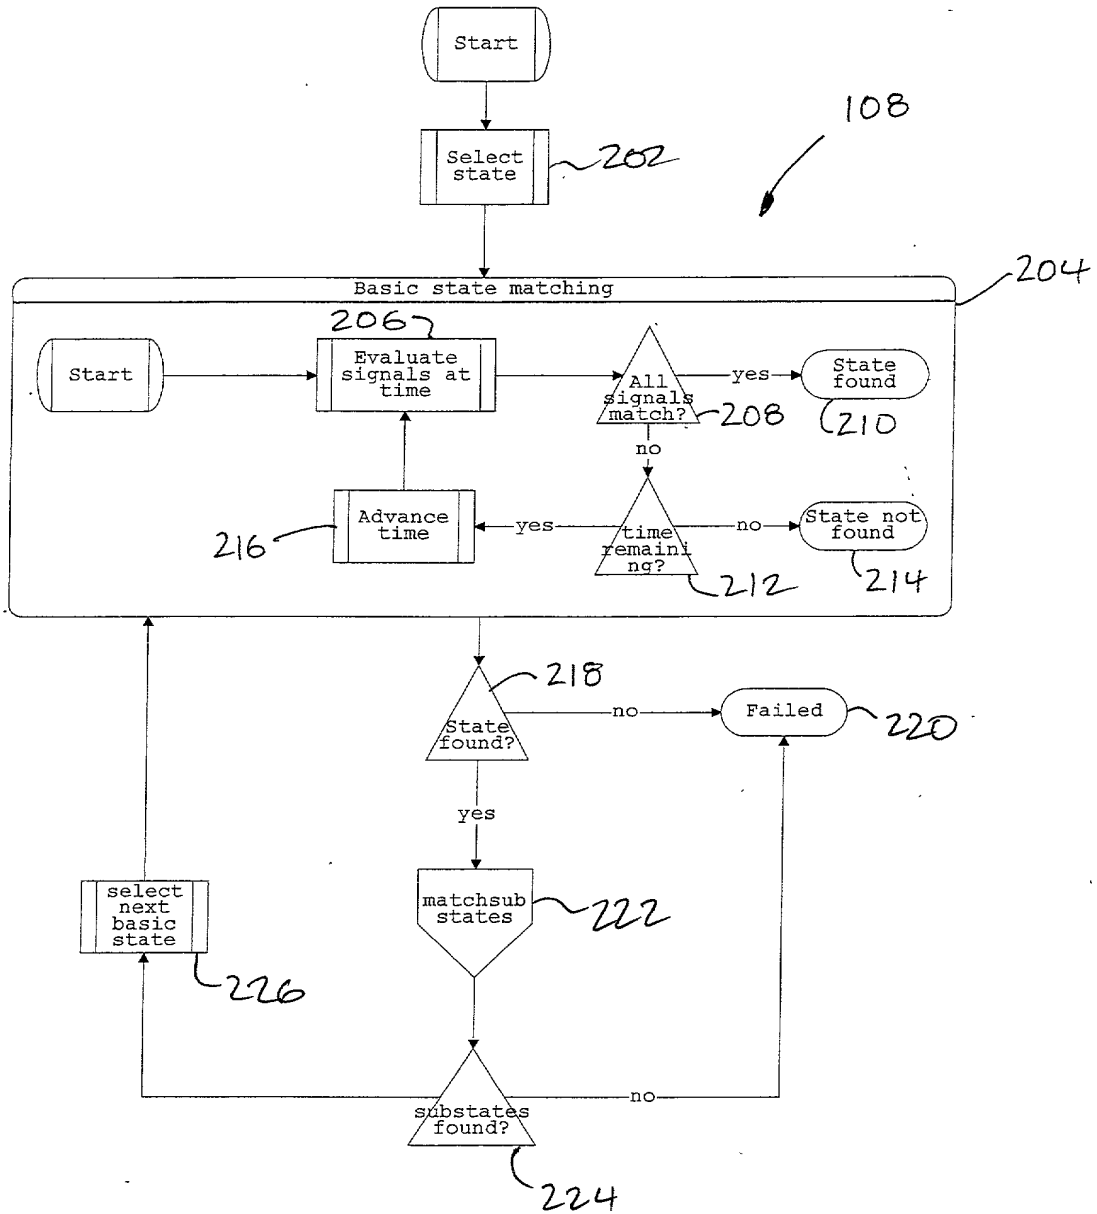 Start
108
Select
state
202
204
Basic state matching
206
Start
Evaluate
signals at
time
All
signals
match?
208
yes
State
found
210
no
216
Advance
time
yes
time
remaini
ng?
212
no
State not
found
214
218
State
found?
no
Failed
220
yes
matchsub
states
222
select
next
basic
state
226
substates
found?
no
224